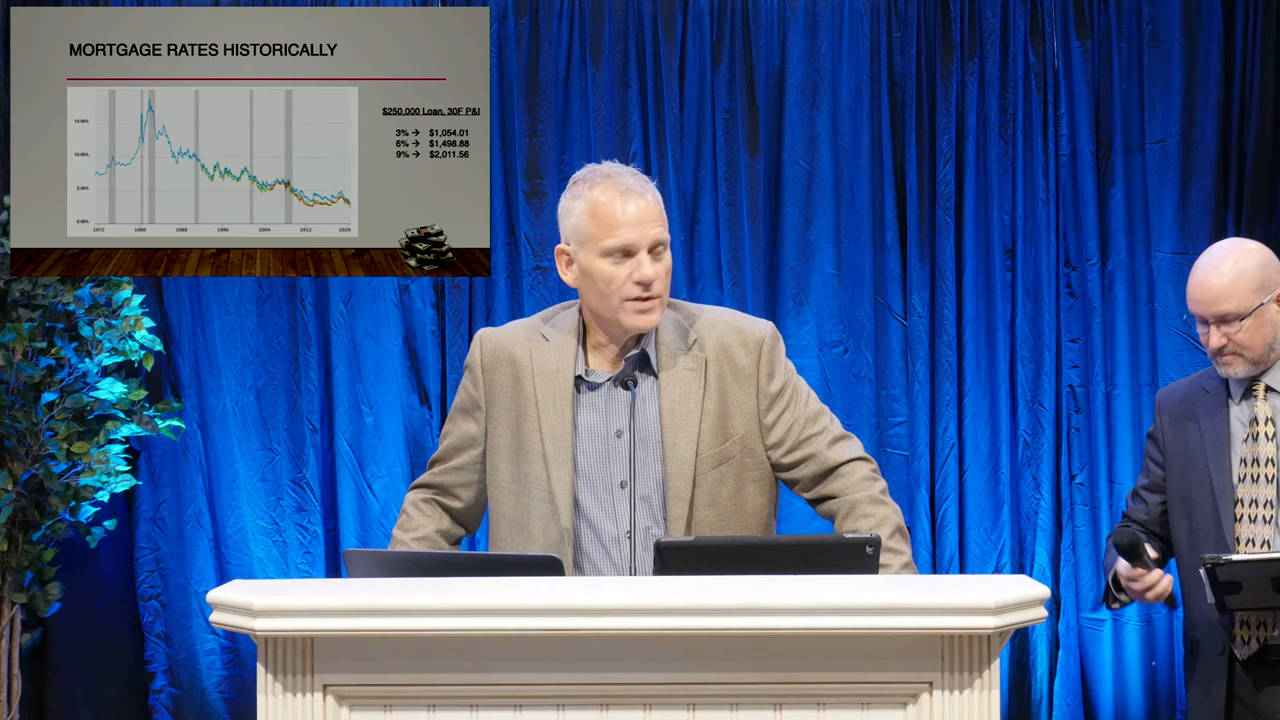 MORTGAGE RATES HISTORICALLY
$250,000 Loan, 30F P&I
3% → $1,054.01
6% → $1,498.88
9% → $2,011.56
15.00%
10.00%
5.00%
0.00%
1972 1980 1988 1996 2004 2012 2020